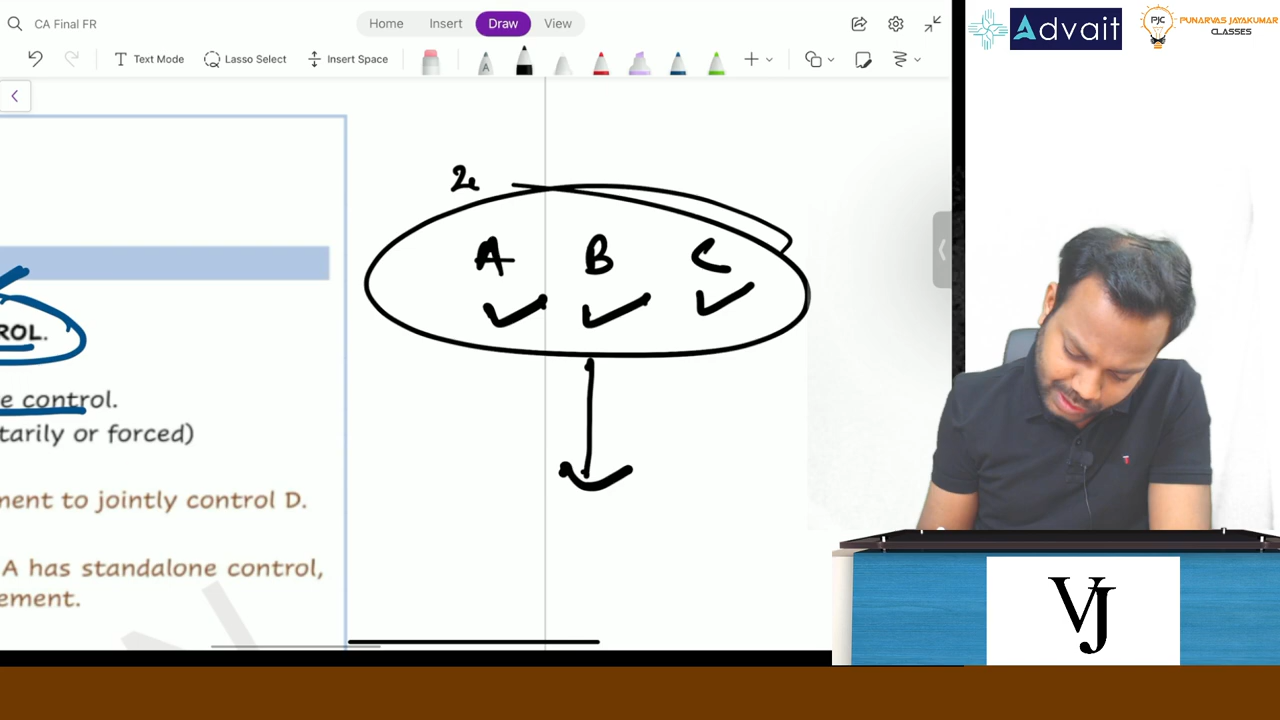 CA Final FR
Home Insert Draw View
Text Mode Lasso Select Insert Space
A
Advait
PJC
PUNARVAS JAYAKUMAR
CLASSES
A B C
ROL.
e control.
tarily or forced)
ment to jointly control D.
A has standalone control,
ement.
VJ